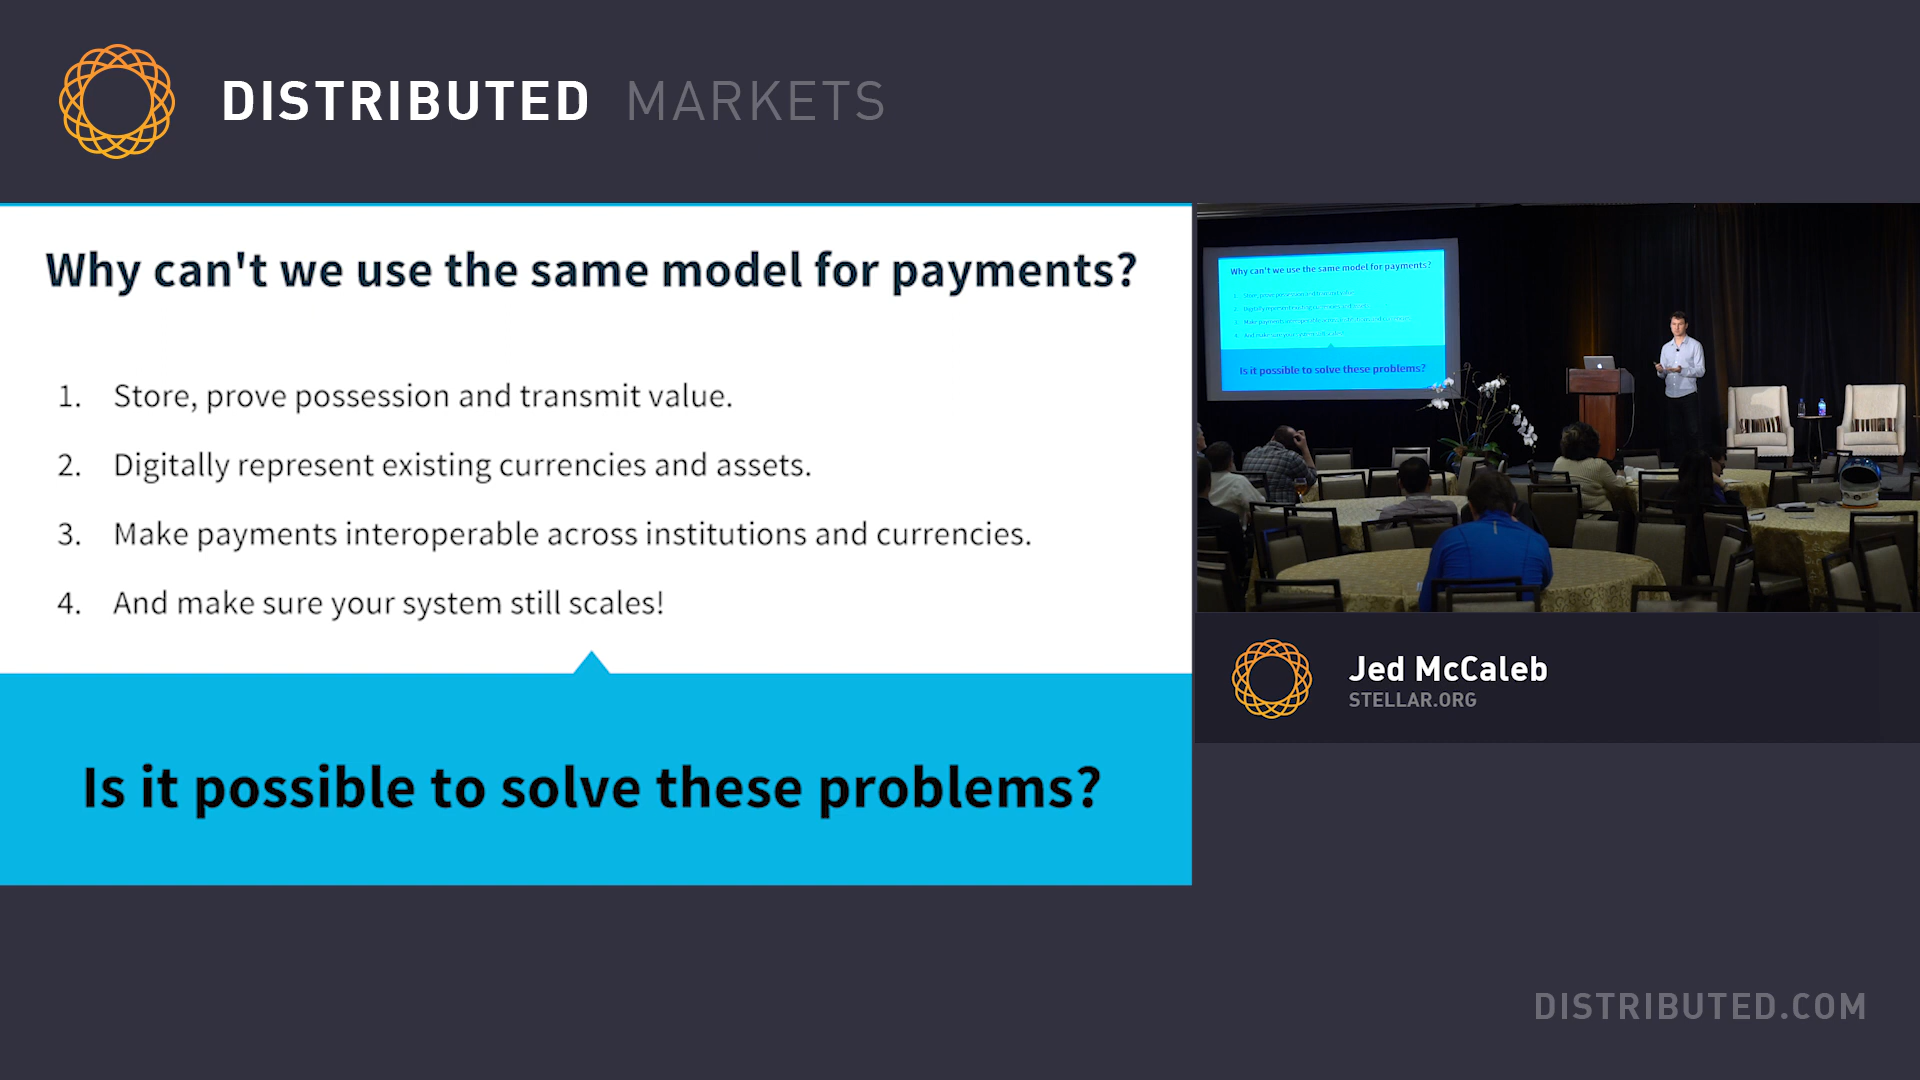 DISTRIBUTED MARKETS
Why can't we use the same model for payments?
1. Store, prove possession and transmit value.
2. Digitally represent existing currencies and assets.
3. Make payments interoperable across institutions and currencies.
4. And make sure your system still scales!
Is it possible to solve these problems?
Why can't we use the same model for payments?
Is it possible to solve these problems?
Jed McCaleb
STELLAR.ORG
DISTRIBUTED.COM